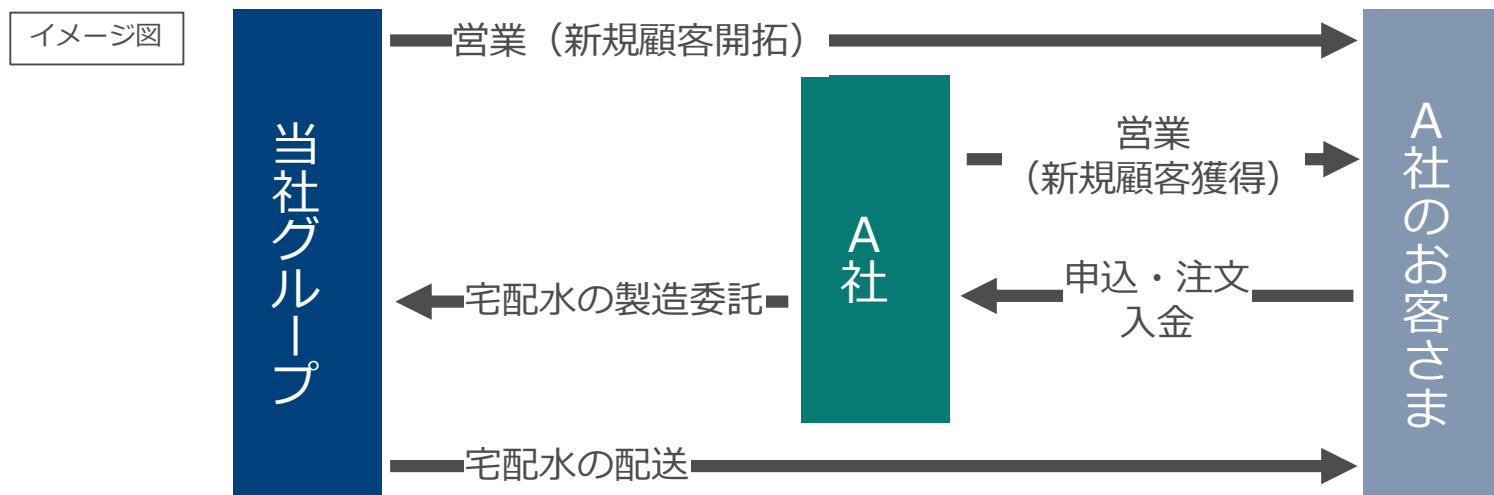 イメージ図
当社グループ
営業（新規顧客開拓）
A社
営業
（新規顧客獲得）
A社のお客さま
宅配水の製造委託
申込・注文
入金
宅配水の配送